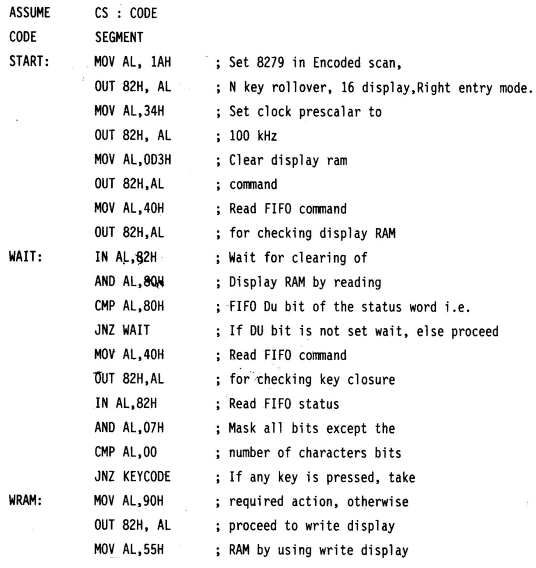 ASSUME CS : CODE
CODE SEGMENT
START: MOV AL, 1AH ; Set 8279 in Encoded scan,
OUT 82H, AL ; N key rollover, 16 display,Right entry mode.
MOV AL,34H ; Set clock prescalar to
OUT 82H, AL ; 100 kHz
MOV AL,0D3H ; Clear display ram
OUT 82H,AL ; command
MOV AL,40H ; Read FIFO command
OUT 82H,AL ; for checking display RAM
WAIT: IN AL,82H ; Wait for clearing of
AND AL,80H ; Display RAM by reading
CMP AL,80H ; FIFO Du bit of the status word i.e.
JNZ WAIT ; If DU bit is not set wait, else proceed
MOV AL,40H ; Read FIFO command
OUT 82H,AL ; for checking key closure
IN AL,82H ; Read FIFO status
AND AL,07H ; Mask all bits except the
CMP AL,00 ; number of characters bits
JNZ KEYCODE ; If any key is pressed, take
WRAM: MOV AL,90H ; required action, otherwise
OUT 82H, AL ; proceed to write display
MOV AL,55H ; RAM by using write display